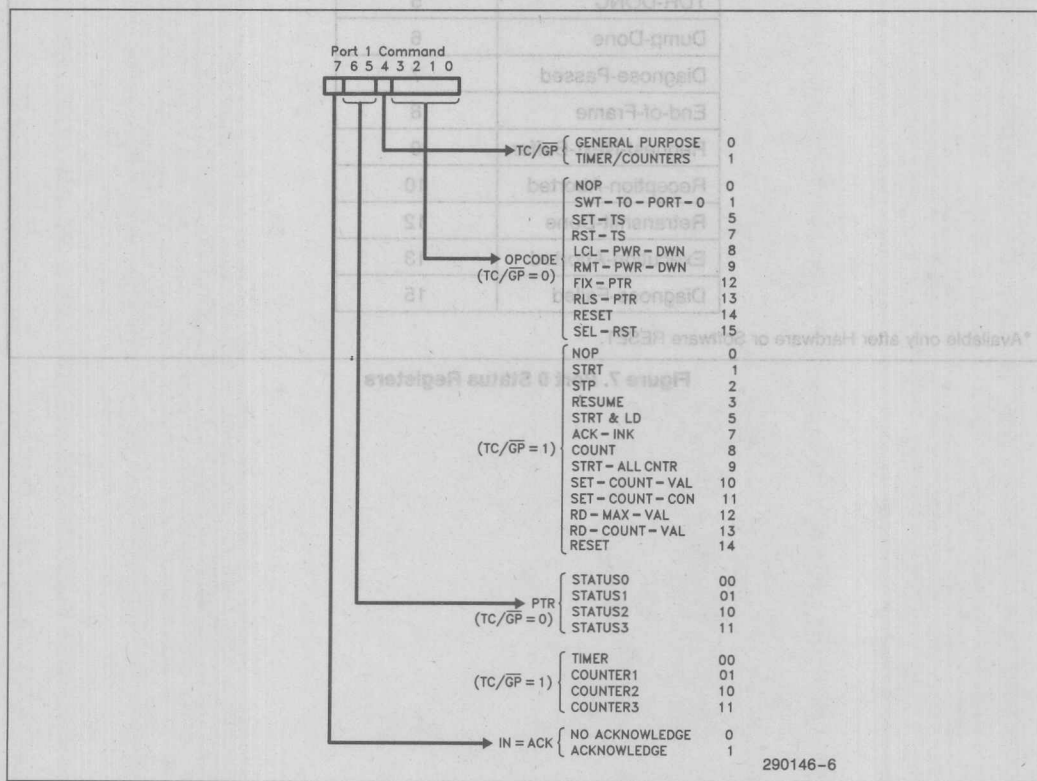 Port 1 Command
7 6 5 4 3 2 1 0
TC/GP GENERAL PURPOSE 0
TIMER/COUNTERS 1
NOP 0
SWT-TO-PORT-0 1
SET-TS 5
RST-TS 7
LCL-PWR-DWN 8
OPCODE RMT-PWR-DWN 9
(TC/GP = 0) FIX-PTR 12
RLS-PTR 13
RESET 14
SEL-RST 15
NOP 0
STRT 1
STP 2
RESUME 3
STRT & LD 5
ACK-INK 7
(TC/GP = 1) COUNT 8
STRT-ALL CNTR 9
SET-COUNT-VAL 10
SET-COUNT-CON 11
RD-MAX-VAL 12
RD-COUNT-VAL 13
RESET 14
STATUS0 00
PTR STATUS1 01
(TC/GP = 0) STATUS2 10
STATUS3 11
TIMER 00
(TC/GP = 1) COUNTER1 01
COUNTER2 10
COUNTER3 11
IN = ACK NO ACKNOWLEDGE 0
ACKNOWLEDGE 1
290146-6
Dump-Done 6
Diagnose-Passed
End-of-Frame 8
Reception 10
12
13
15
*Available only after Hardware or Software RESET.
Figure 7. Port 0 Status Registers